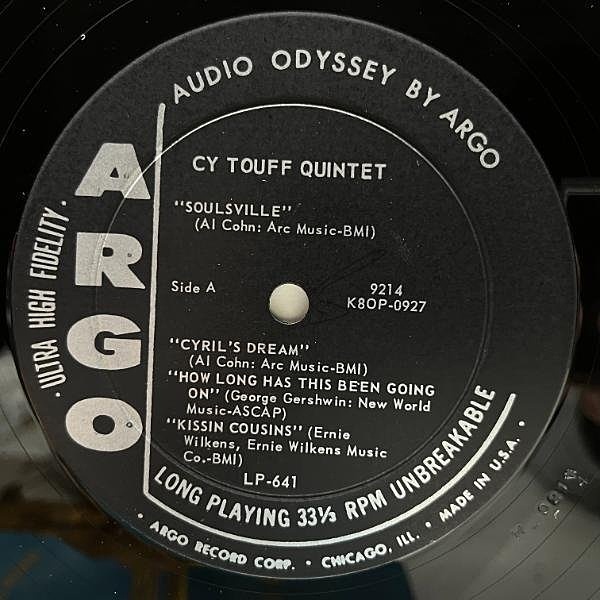 AUDIO ODYSSEY BY ARGO
ARGO
· ULTRA HIGH FIDELITY ·
CY TOUFF QUINTET
"SOULSVILLE"
(Al Cohn: Arc Music-BMI)
Side A
9214
K8OP-0927
"CYRIL'S DREAM"
(Al Cohn: Arc Music-BMI)
"HOW LONG HAS THIS BEEN GOING
ON" (George Gershwin: New World
Music-ASCAP)
"KISSIN COUSINS" (Ernie
Wilkens, Ernie Wilkens Music
Co.-BMI)
LP-641
LONG PLAYING 33⅓ RPM UNBREAKABLE
· ARGO RECORD CORP. · CHICAGO, ILL. · MADE IN U.S.A. ·